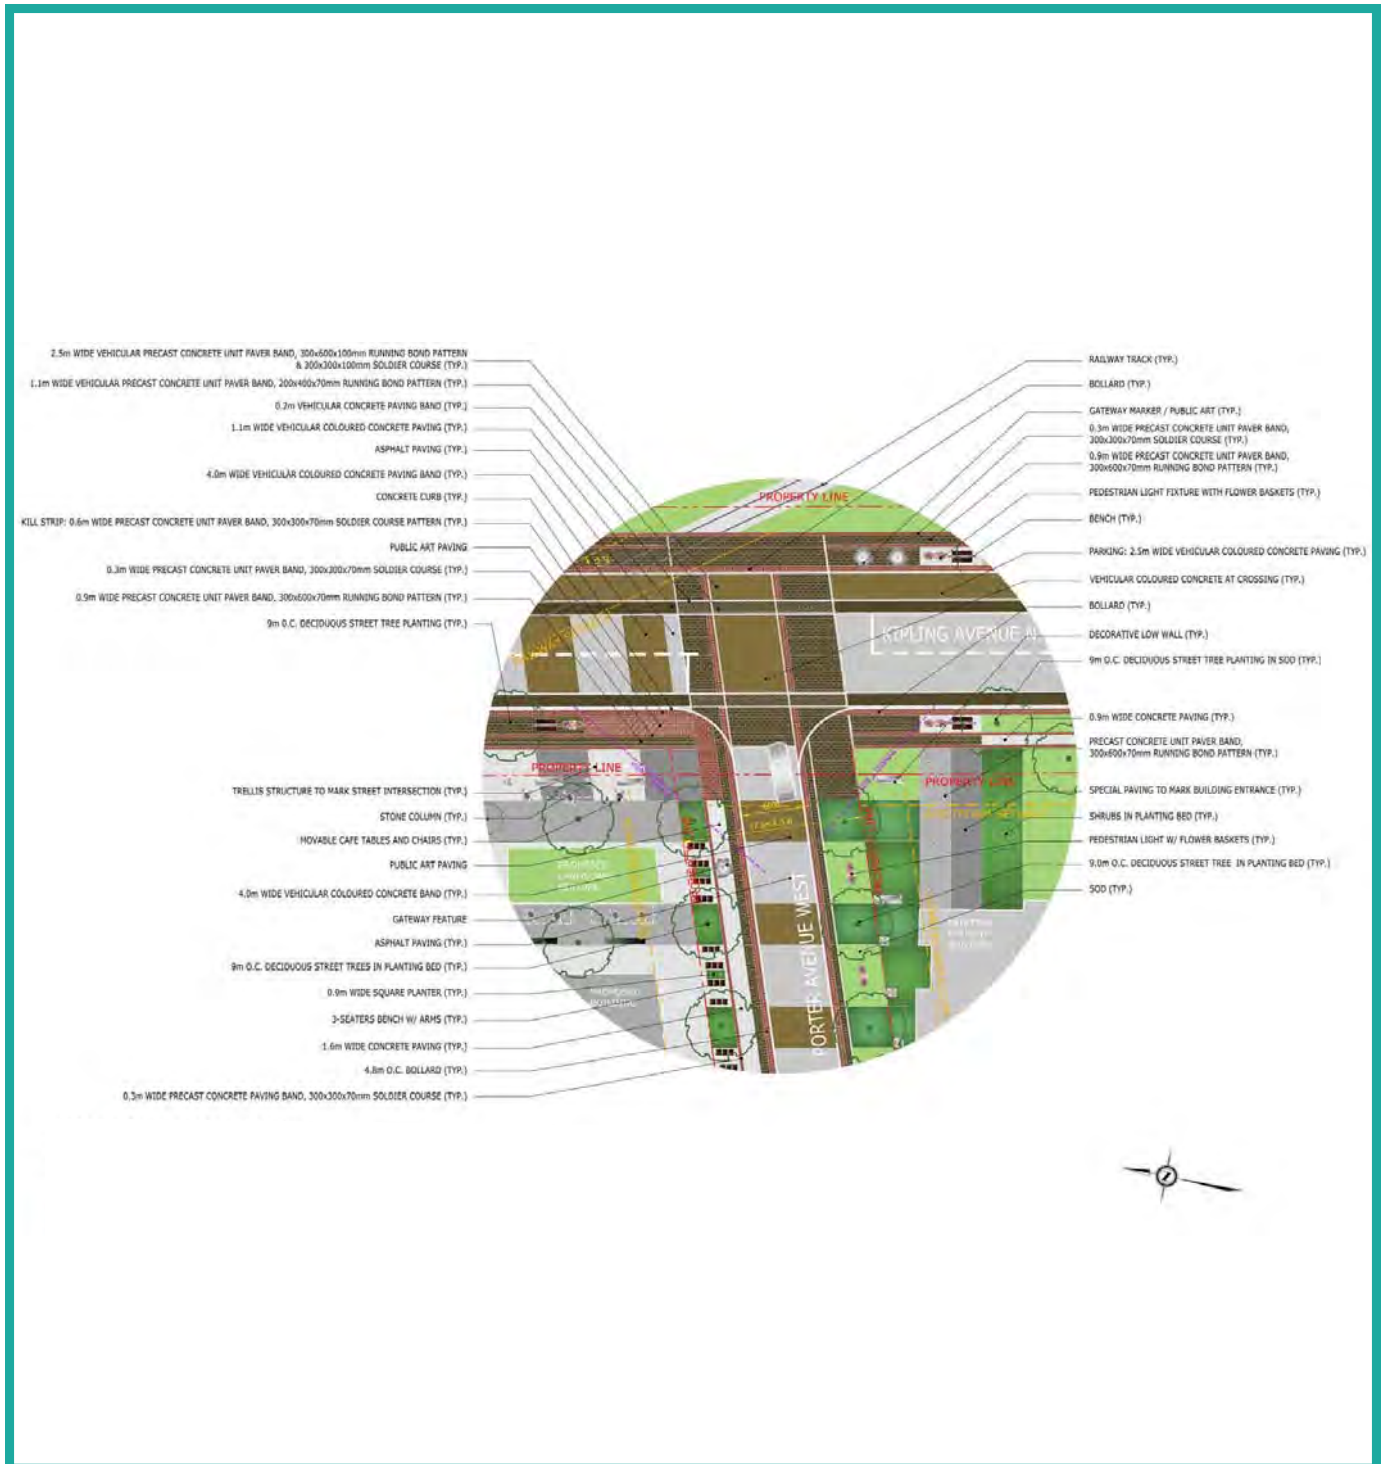 2.5m WIDE VEHICULAR PRECAST CONCRETE UNIT PAVER BAND, 300x600x100mm RUNNING BOND PATTERN
& 300x300x100mm SOLDIER COURSE (TYP.)
1.1m WIDE VEHICULAR PRECAST CONCRETE UNIT PAVER BAND, 200x400x70mm RUNNING BOND PATTERN (TYP.)
0.2m VEHICULAR CONCRETE PAVING BAND (TYP.)
1.1m WIDE VEHICULAR COLOURED CONCRETE PAVING (TYP.)
ASPHALT PAVING (TYP.)
4.0m WIDE VEHICULAR COLOURED CONCRETE PAVING BAND (TYP.)
CONCRETE CURB (TYP.)
KILL STRIP: 0.6m WIDE PRECAST CONCRETE UNIT PAVER BAND, 300x300x70mm SOLDIER COURSE PATTERN (TYP.)
PUBLIC ART PAVING
0.3m WIDE PRECAST CONCRETE UNIT PAVER BAND, 300x300x70mm SOLDIER COURSE (TYP.)
0.9m WIDE PRECAST CONCRETE UNIT PAVER BAND, 300x600x70mm RUNNING BOND PATTERN (TYP.)
9m O.C. DECIDUOUS STREET TREE PLANTING (TYP.)
TRELLIS STRUCTURE TO MARK STREET INTERSECTION (TYP.)
STONE COLUMN (TYP.)
MOVABLE CAFE TABLES AND CHAIRS (TYP.)
PUBLIC ART PAVING
4.0m WIDE VEHICULAR COLOURED CONCRETE BAND (TYP.)
GATEWAY FEATURE
ASPHALT PAVING (TYP.)
9m O.C. DECIDUOUS STREET TREES IN PLANTING BED (TYP.)
0.9m WIDE SQUARE PLANTER (TYP.)
3-SEATERS BENCH W/ ARMS (TYP.)
1.6m WIDE CONCRETE PAVING (TYP.)
4.8m O.C. BOLLARD (TYP.)
0.3m WIDE PRECAST CONCRETE PAVING BAND, 300x300x70mm SOLDIER COURSE (TYP.)
PROPERTY LINE
KIPLING AVENUE N
PROPERTY LINE
PROPERTY LINE
PORTER AVENUE WEST
RAILWAY TRACK (TYP.)
BOLLARD (TYP.)
GATEWAY MARKER / PUBLIC ART (TYP.)
0.3m WIDE PRECAST CONCRETE UNIT PAVER BAND,
300x300x70mm SOLDIER COURSE (TYP.)
0.9m WIDE PRECAST CONCRETE UNIT PAVER BAND,
300x600x70mm RUNNING BOND PATTERN (TYP.)
PEDESTRIAN LIGHT FIXTURE WITH FLOWER BASKETS (TYP.)
BENCH (TYP.)
PARKING: 2.5m WIDE VEHICULAR COLOURED CONCRETE PAVING (TYP.)
VEHICULAR COLOURED CONCRETE AT CROSSING (TYP.)
BOLLARD (TYP.)
DECORATIVE LOW WALL (TYP.)
9m O.C. DECIDUOUS STREET TREE PLANTING IN SOD (TYP.)
0.9m WIDE CONCRETE PAVING (TYP.)
PRECAST CONCRETE UNIT PAVER BAND,
300x600x70mm RUNNING BOND PATTERN (TYP.)
SPECIAL PAVING TO MARK BUILDING ENTRANCE (TYP.)
SHRUBS IN PLANTING BED (TYP.)
PEDESTRIAN LIGHT W/ FLOWER BASKETS (TYP.)
9.0m O.C. DECIDUOUS STREET TREE IN PLANTING BED (TYP.)
SOD (TYP.)